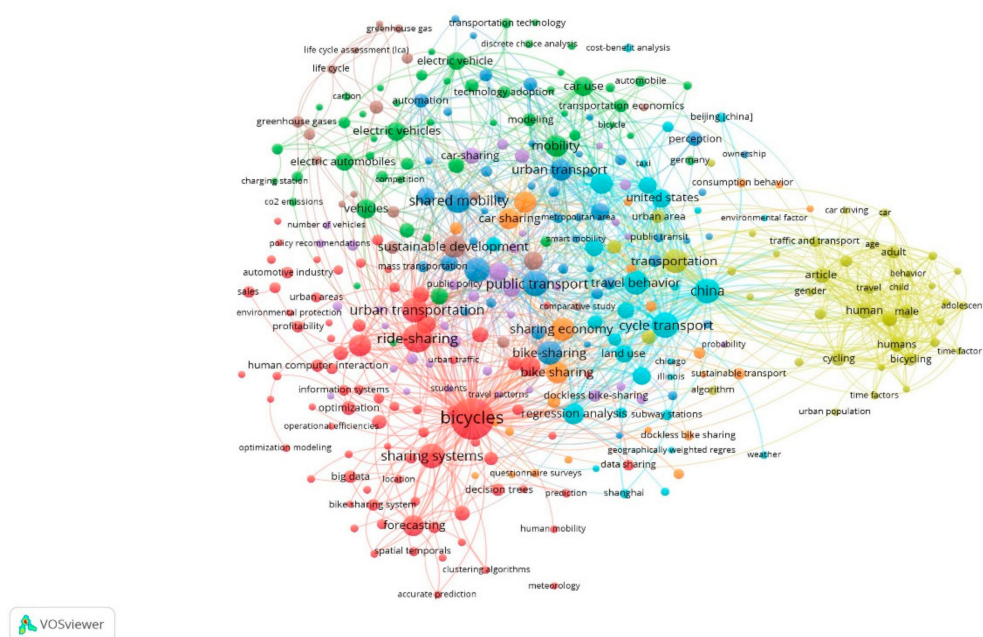 greenhouse gas
transportation technology
life cycle assessment (lca)
discrete choice analysis
cost-benefit analysis
electric vehicle
life cycle
technology adoption
car use
automobile
carbon
automation
transportation economics
greenhouse gases
modeling
beijing [china]
electric vehicles
bicycle
mobility
perception
car-sharing
electric automobiles
urban transport
taxi
germany
ownership
charging station
competition
consumption behavior
co2 emissions
shared mobility
united states
vehicles
car sharing
metropolitan area
urban area
environmental factor
car driving
car
number of vehicles
policy recommendations
sustainable development
smart mobility
public transit
traffic and transport
age
adult
mass transportation
transportation
automotive industry
public policy
public transport
travel behavior
article
behavior
sales
china
gender
travel
child
urban areas
comparative study
adolescen
environmental protection
urban transportation
human
male
profitability
sharing economy
cycle transport
ride-sharing
probability
humans
bike-sharing
land use
time factor
human computer interaction
urban traffic
chicago
cycling
bicycling
bike sharing
illinois
sustainable transport
information systems
students
travel patterns
dockless bike-sharing
algorithm
time factors
optimization
bicycles
regression analysis
subway stations
urban population
operational efficiencies
dockless bike sharing
optimization modeling
sharing systems
geographically weighted regres
weather
data sharing
big data
location
questionnaire surveys
decision trees
prediction
shanghai
bike sharing system
forecasting
human mobility
spatial temporals
clustering algorithms
meteorology
accurate prediction
VOSviewer